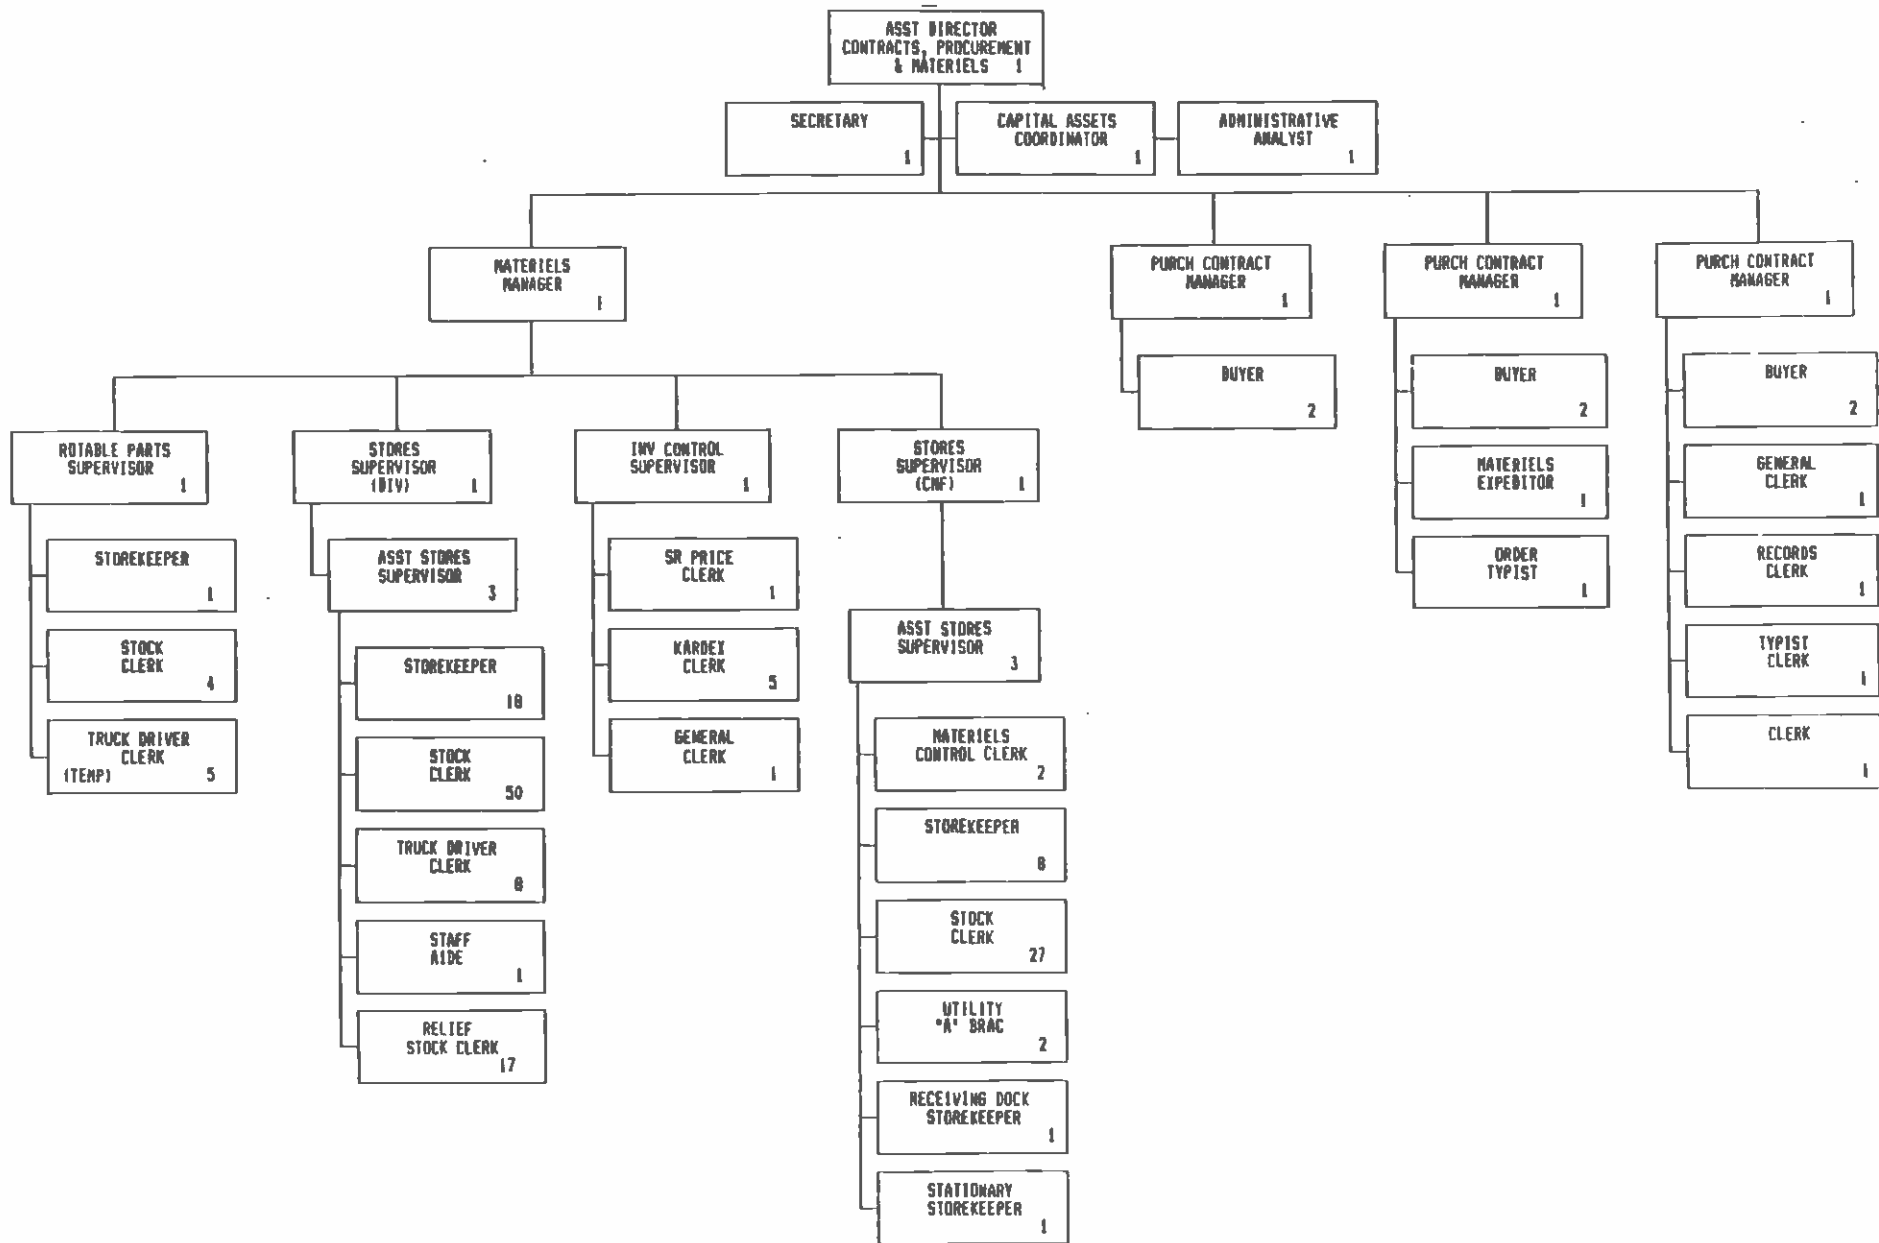 ASST DIRECTOR
CONTRACTS, PROCUREMENT
& MATERIELS 1
SECRETARY
1
CAPITAL ASSETS
COORDINATOR
1
ADMINISTRATIVE
ANALYST
1
MATERIELS
MANAGER
1
PURCH CONTRACT
MANAGER
1
PURCH CONTRACT
MANAGER
1
PURCH CONTRACT
MANAGER
1
ROTABLE PARTS
SUPERVISOR
1
STOREKEEPER
1
STOCK
CLERK
4
TRUCK DRIVER
CLERK
(TEMP) 5
STORES
SUPERVISOR
(DIV) 1
ASST STORES
SUPERVISOR
3
STOREKEEPER
18
STOCK
CLERK
50
TRUCK DRIVER
CLERK
8
STAFF
AIDE
1
RELIEF
STOCK CLERK
17
INV CONTROL
SUPERVISOR
1
SR PRICE
CLERK
1
KARDEX
CLERK
5
GENERAL
CLERK
1
STORES
SUPERVISOR
(CMF) 1
ASST STORES
SUPERVISOR
3
MATERIELS
CONTROL CLERK
2
STOREKEEPER
8
STOCK
CLERK
27
UTILITY
"A" BRAC
2
RECEIVING DOCK
STOREKEEPER
1
STATIONARY
STOREKEEPER
1
BUYER
2
BUYER
2
MATERIELS
EXPEDITOR
1
ORDER
TYPIST
1
BUYER
2
GENERAL
CLERK
1
RECORDS
CLERK
1
TYPIST
CLERK
1
CLERK
1